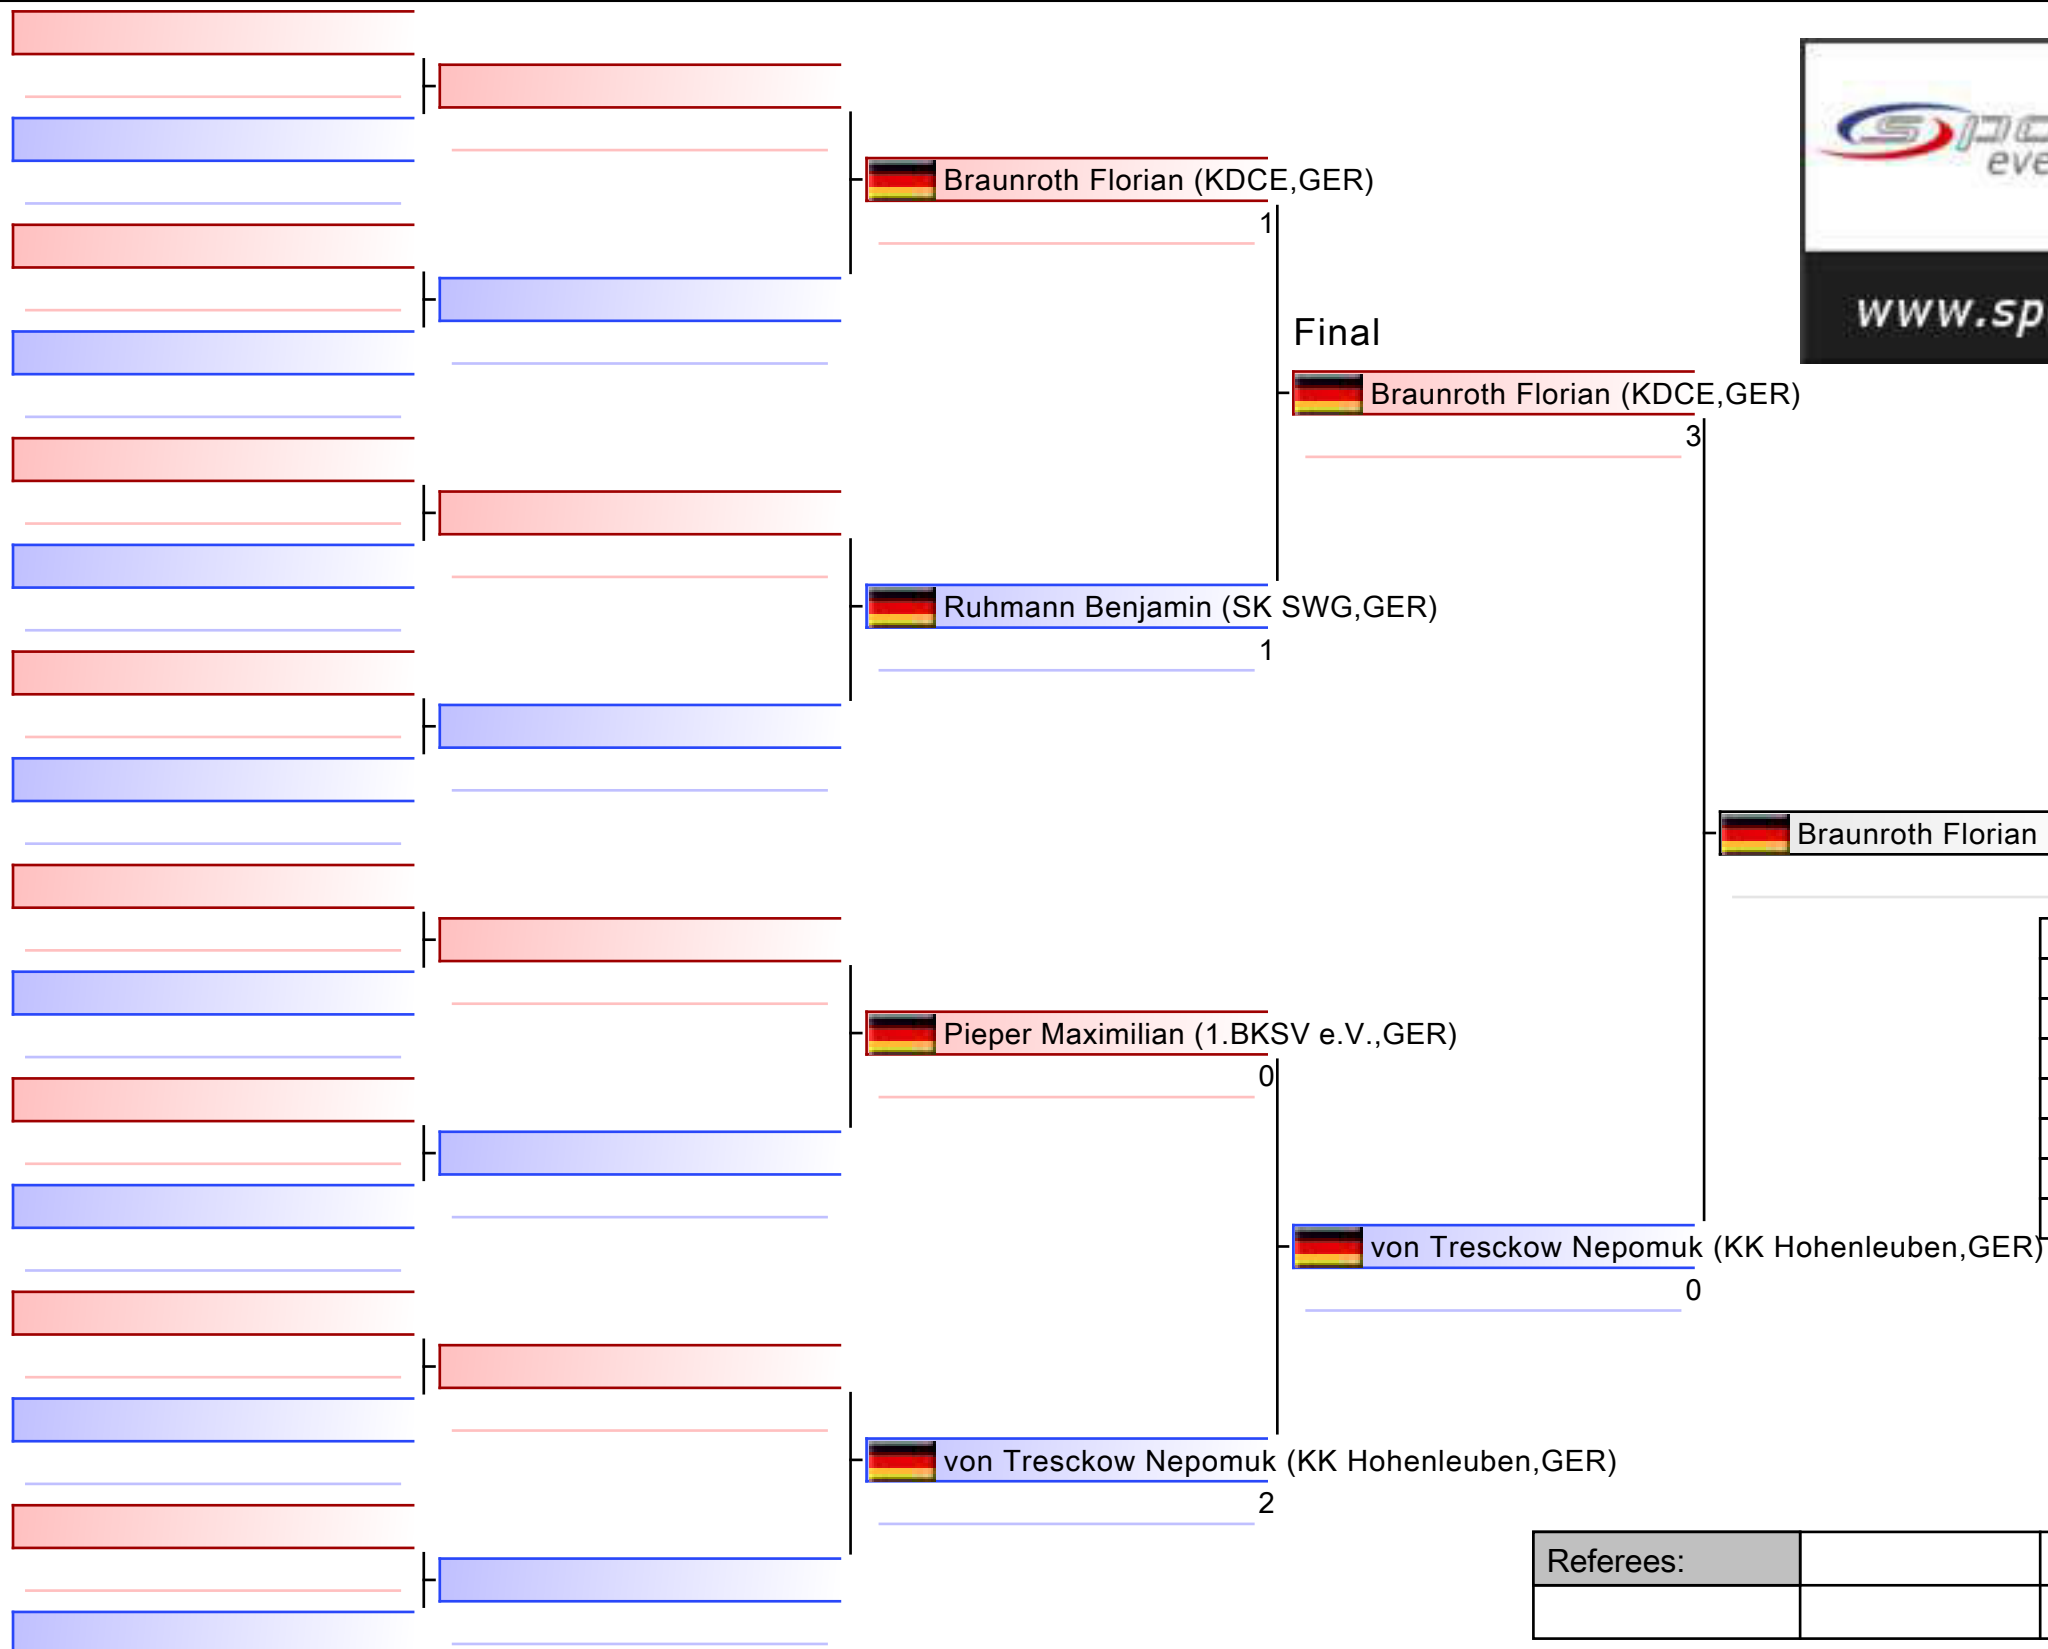 Braunroth Florian (KDCE,GER)
1
Final
Braunroth Florian (KDCE,GER)
3
Ruhmann Benjamin (SK SWG,GER)
1
Braunroth Florian
Pieper Maximilian (1.BKSV e.V.,GER)
0
von Tresckow Nepomuk (KK Hohenleuben,GER)
0
von Tresckow Nepomuk (KK Hohenleuben,GER)
2
Referees:
www.sp